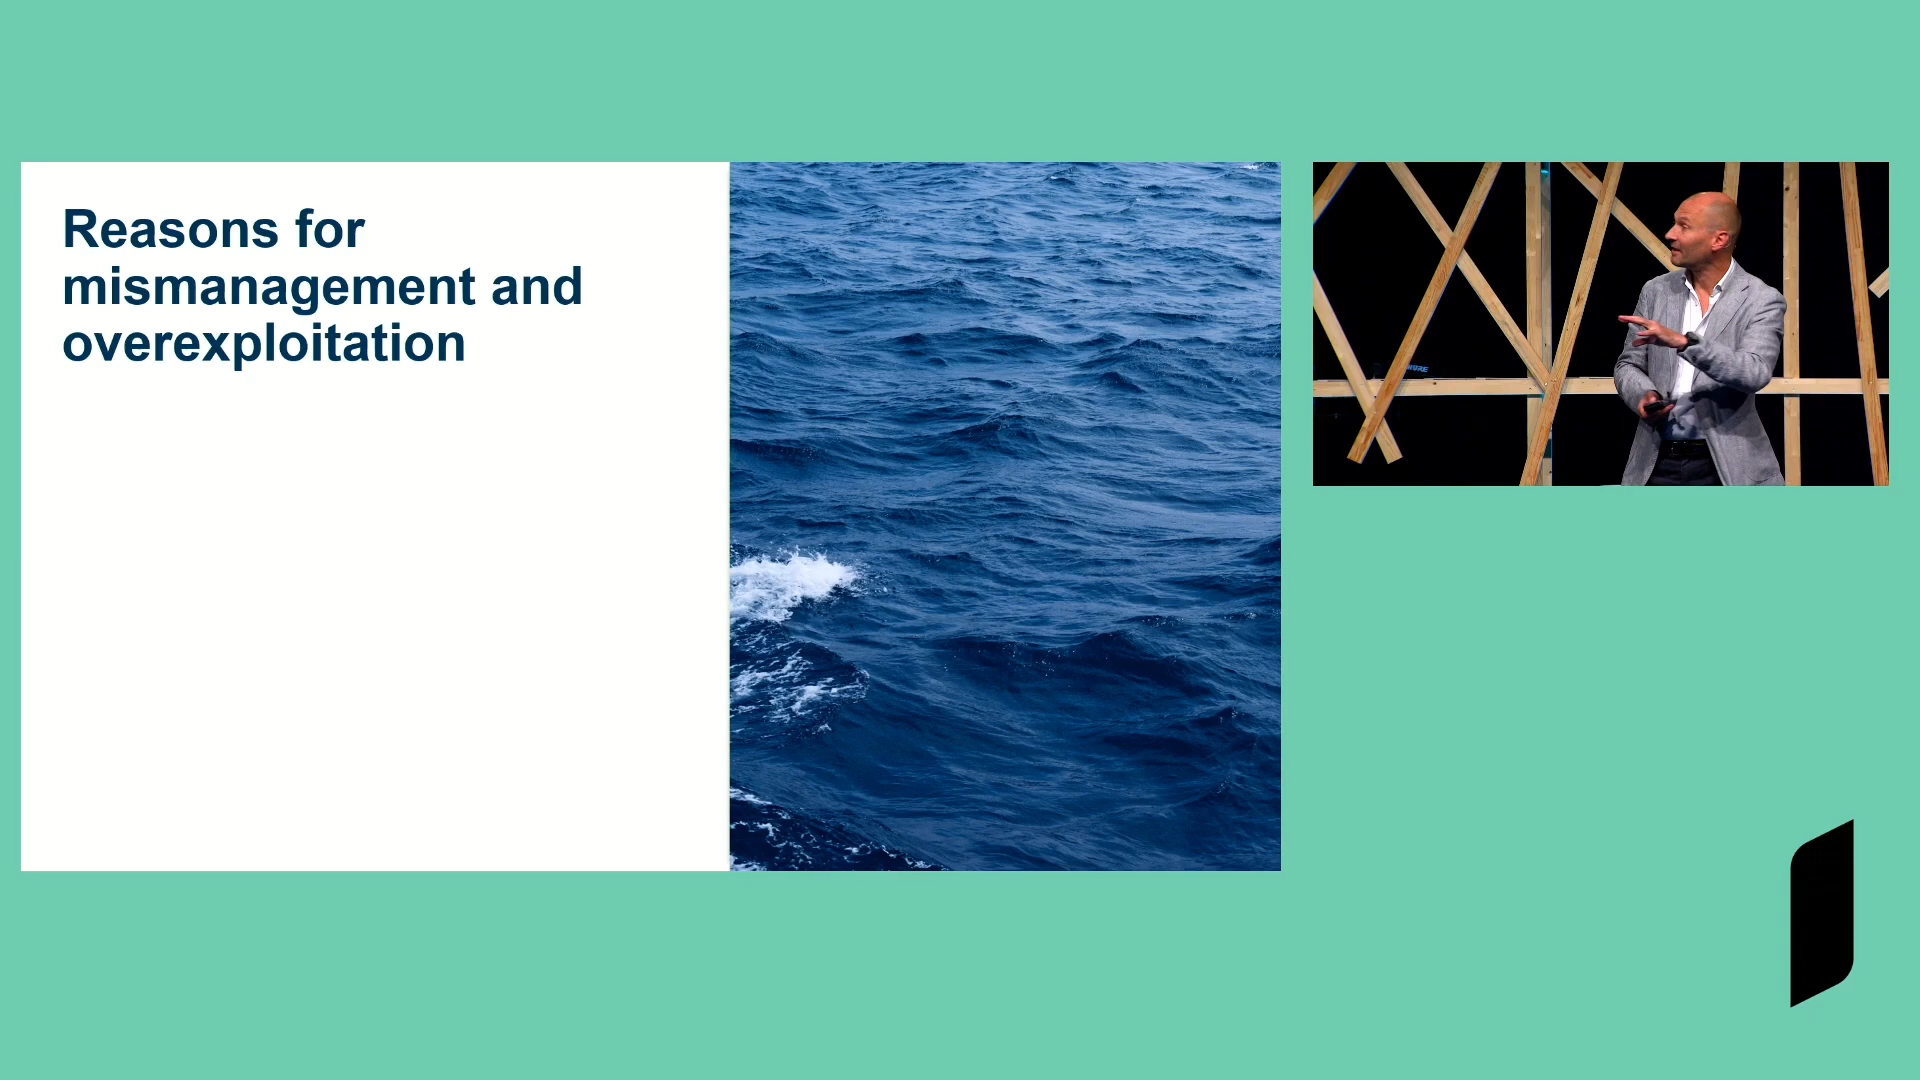 Reasons for
mismanagement and
overexploitation